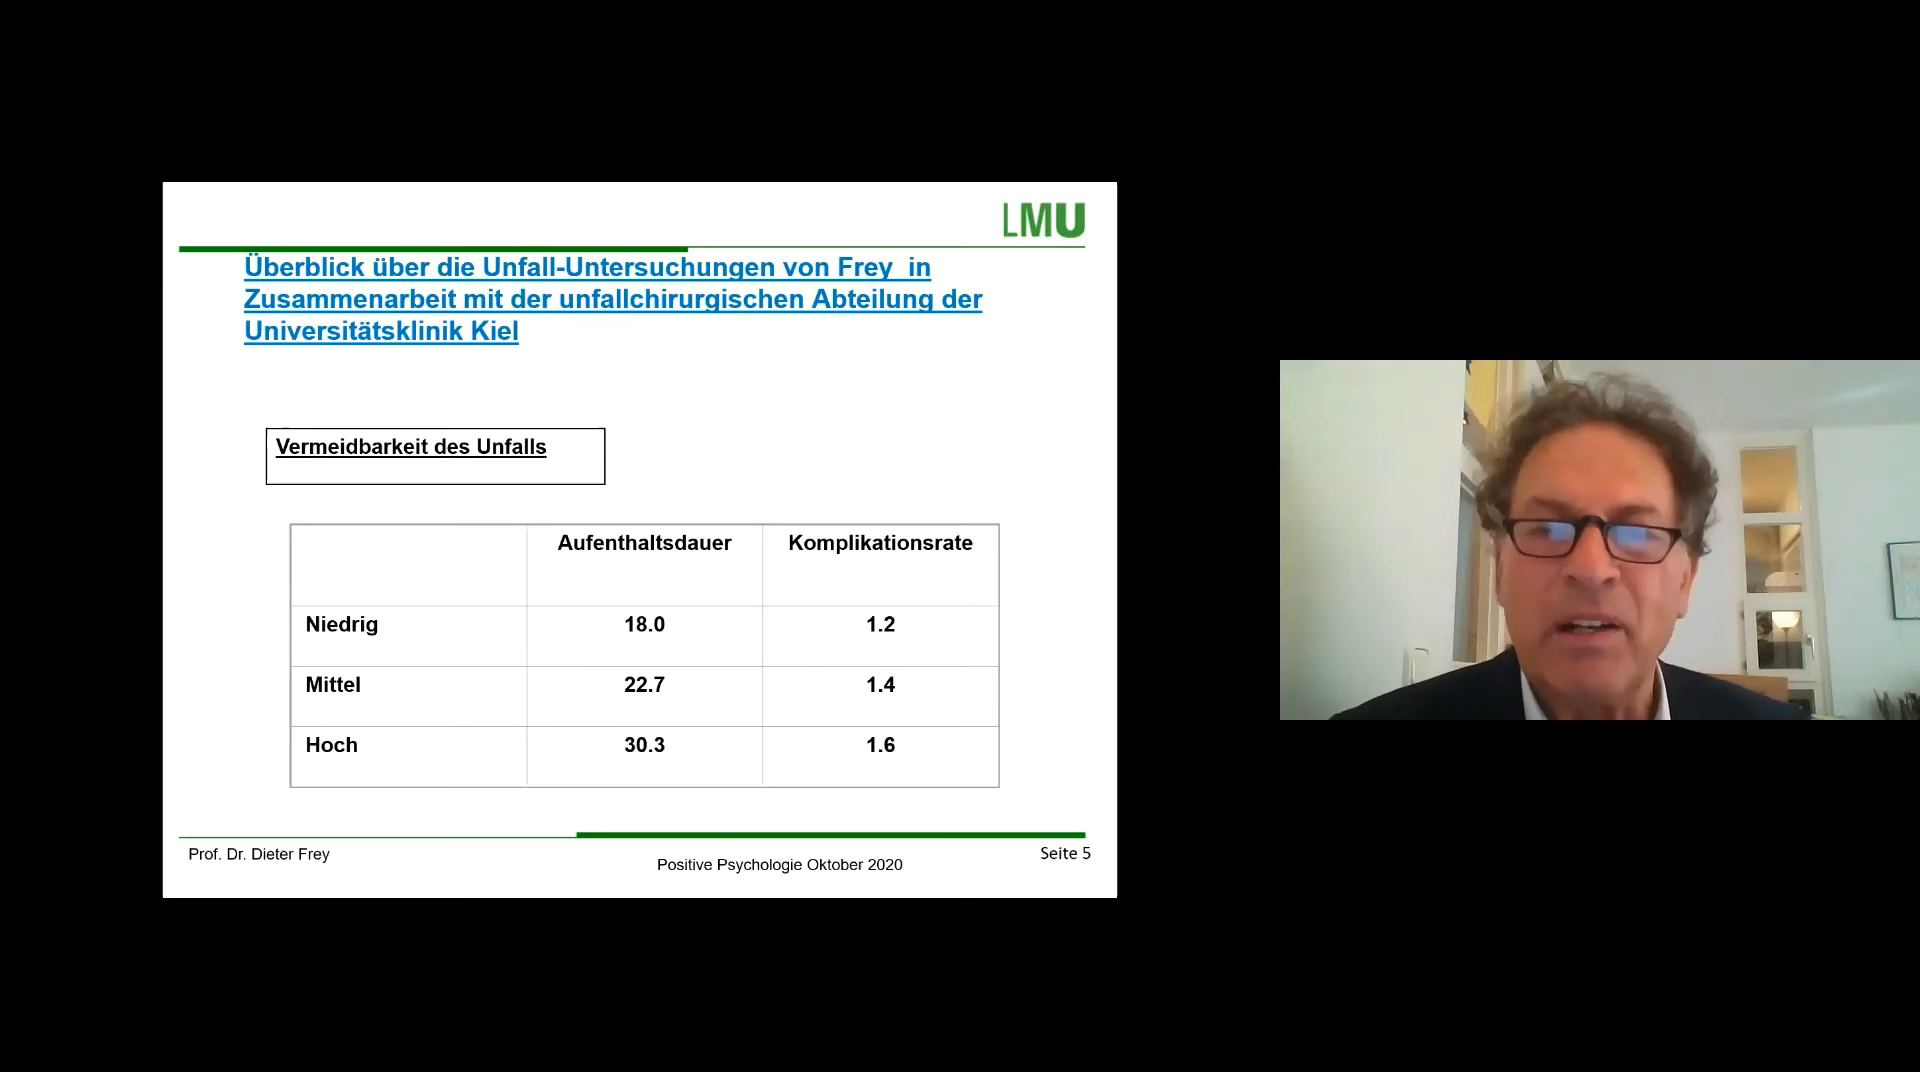 LMU
Überblick über die Unfall-Untersuchungen von Frey in
Zusammenarbeit mit der unfallchirurgischen Abteilung der
Universitätsklinik Kiel
Vermeidbarkeit des Unfalls
Aufenthaltsdauer Komplikationsrate
Niedrig 18.0 1.2
Mittel 22.7 1.4
Hoch 30.3 1.6
Prof. Dr. Dieter Frey
Positive Psychologie Oktober 2020
Seite 5